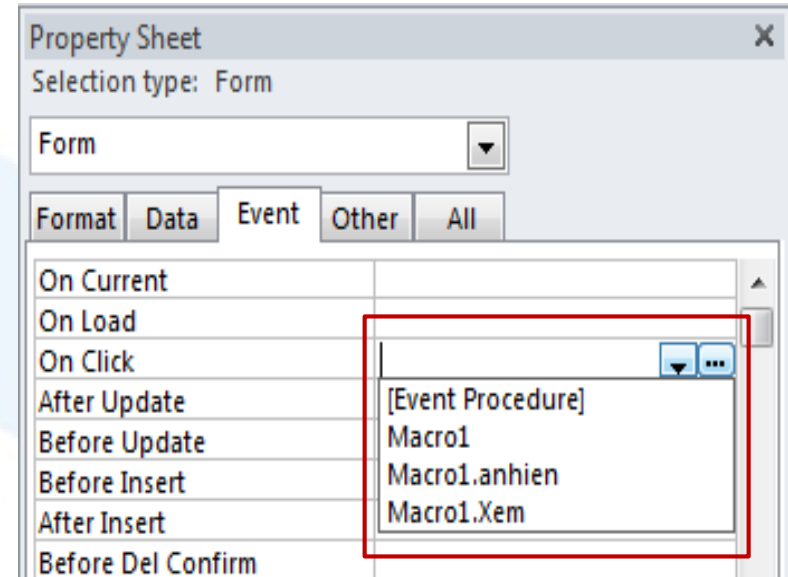 Property Sheet
Selection type: Form
Form
Format Data Event Other All
On Current
On Load
On Click
After Update
Before Update
Before Insert
After Insert
Before Del Confirm
[Event Procedure]
Macro1
Macro1.anhien
Macro1.Xem